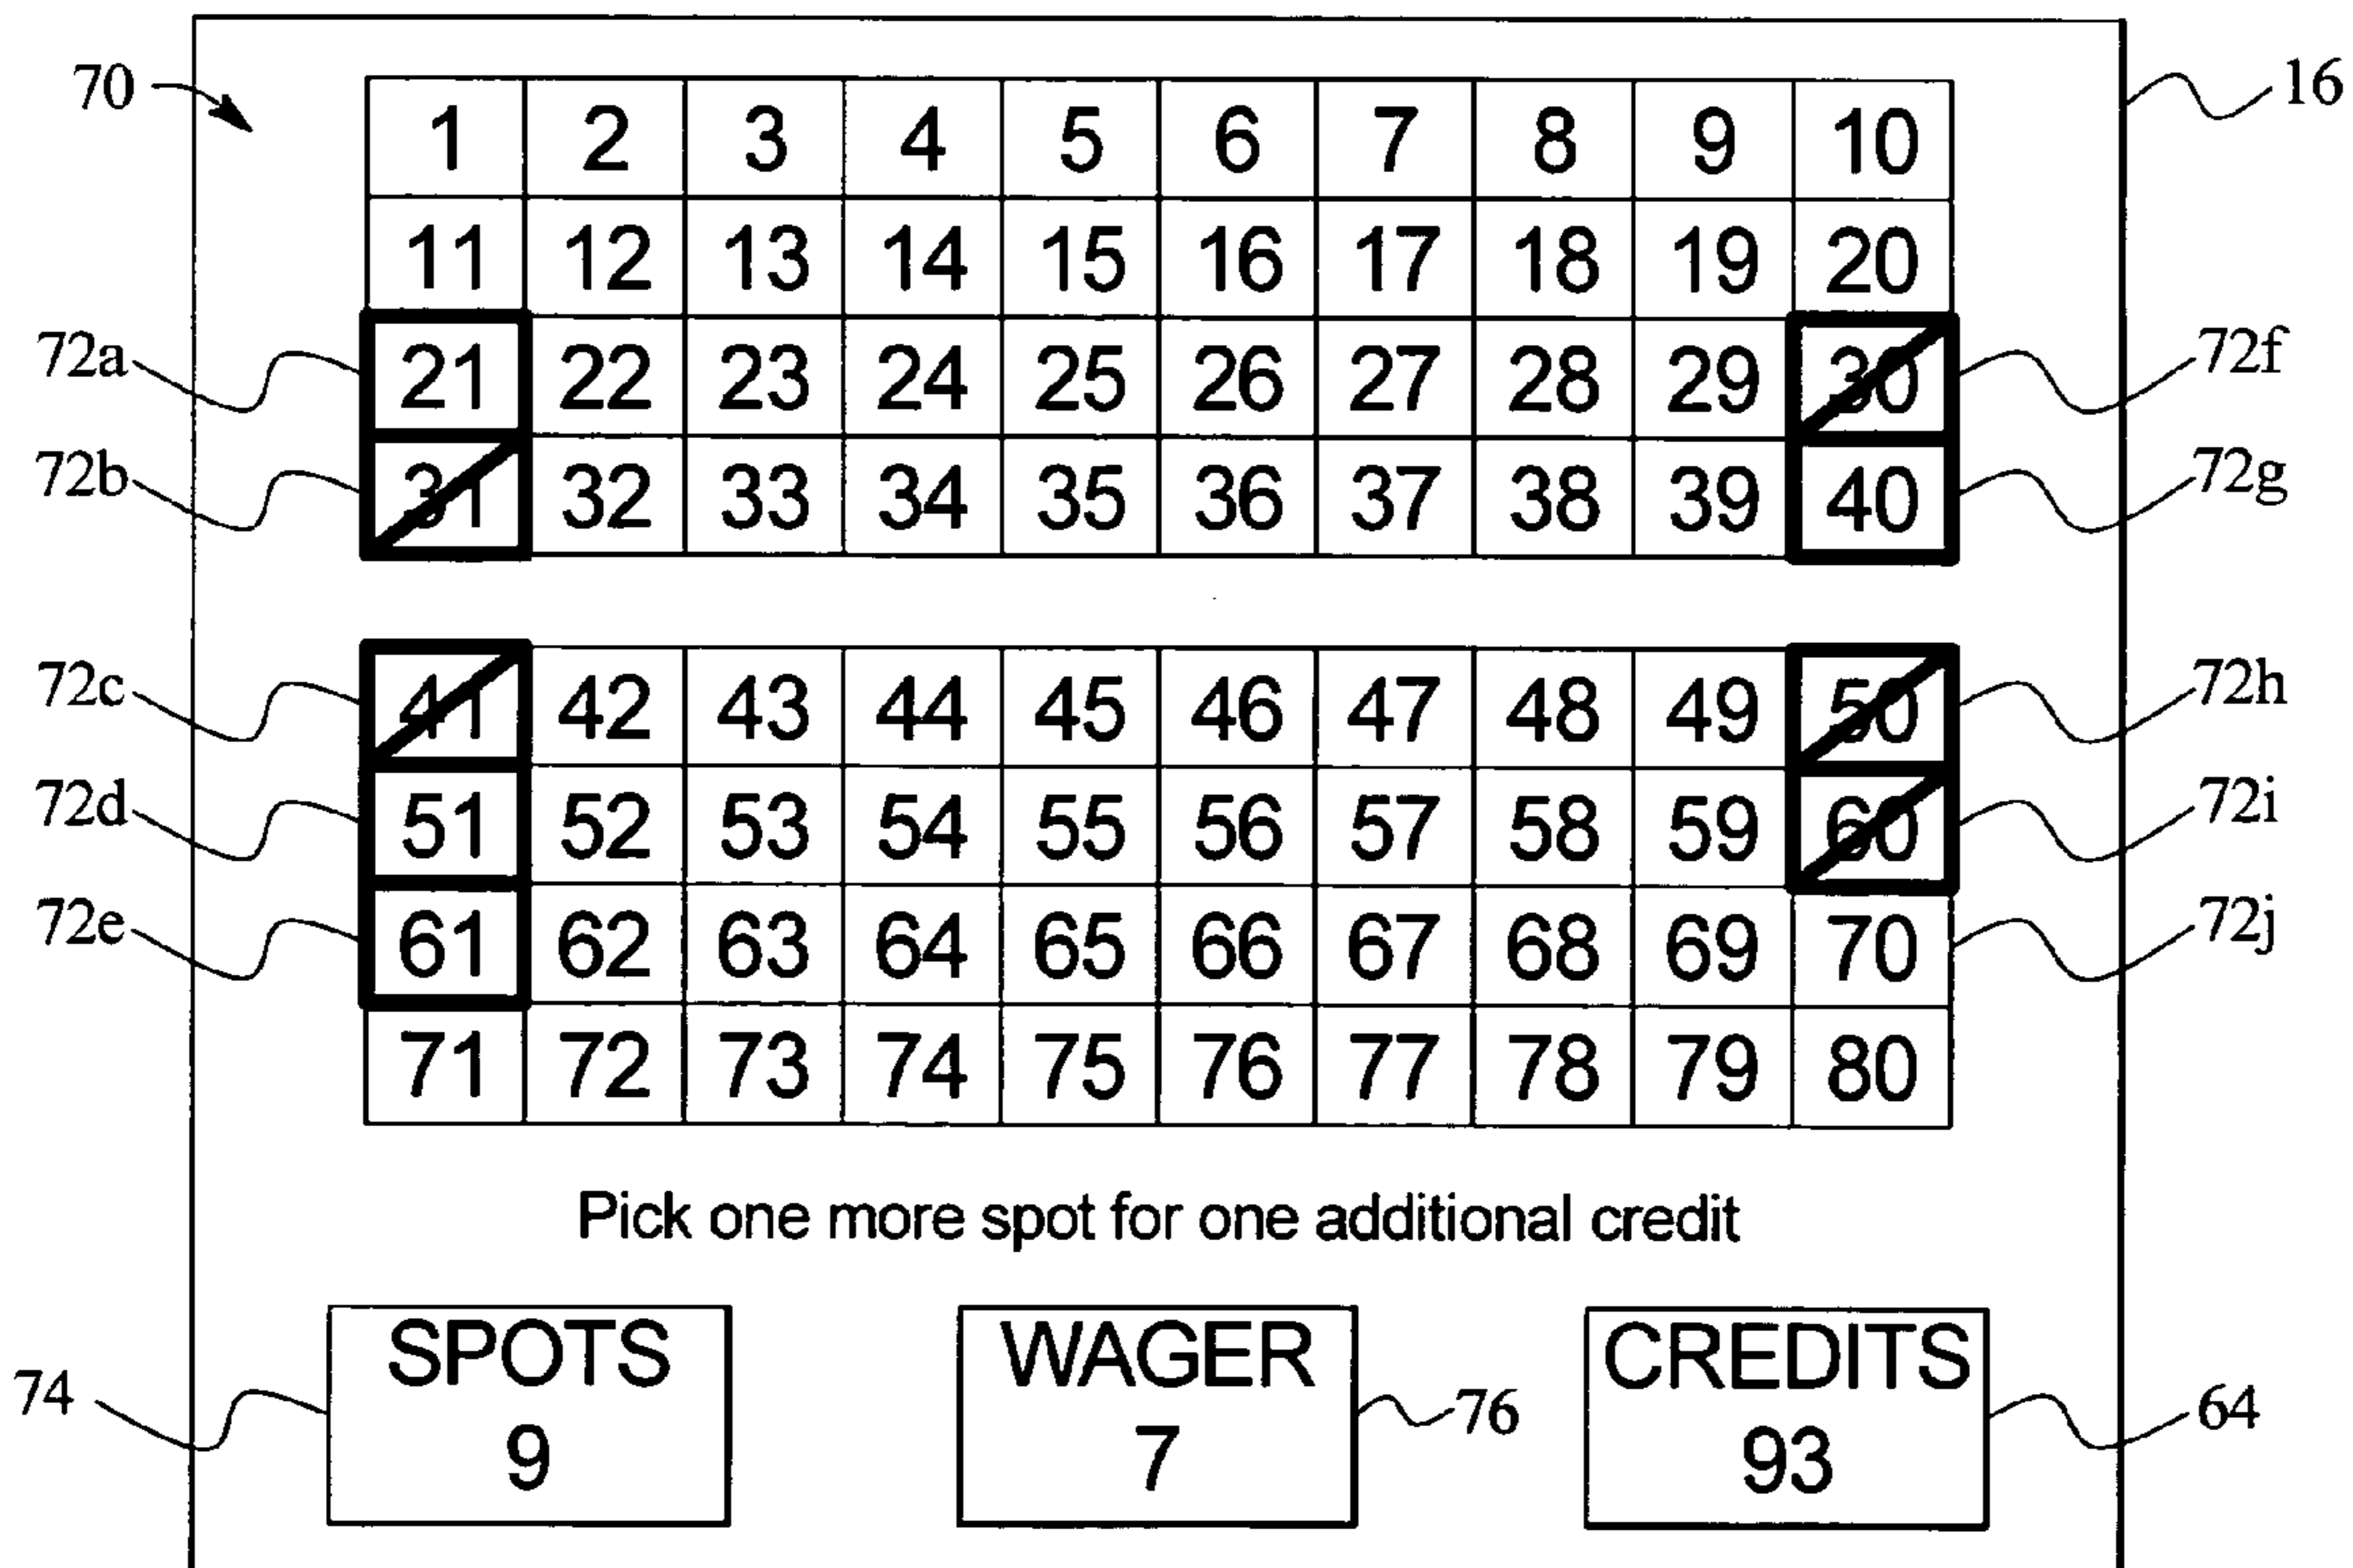 70 16
1 2 3 4 5 6 7 8 9 10
11 12 13 14 15 16 17 18 19 20
72a 21 22 23 24 25 26 27 28 29 30 72f
72b 31 32 33 34 35 36 37 38 39 40 72g
72c 41 42 43 44 45 46 47 48 49 50 72h
72d 51 52 53 54 55 56 57 58 59 60 72i
72e 61 62 63 64 65 66 67 68 69 70 72j
71 72 73 74 75 76 77 78 79 80
Pick one more spot for one additional credit
SPOTS WAGER CREDITS
74 9 7 76 93 64